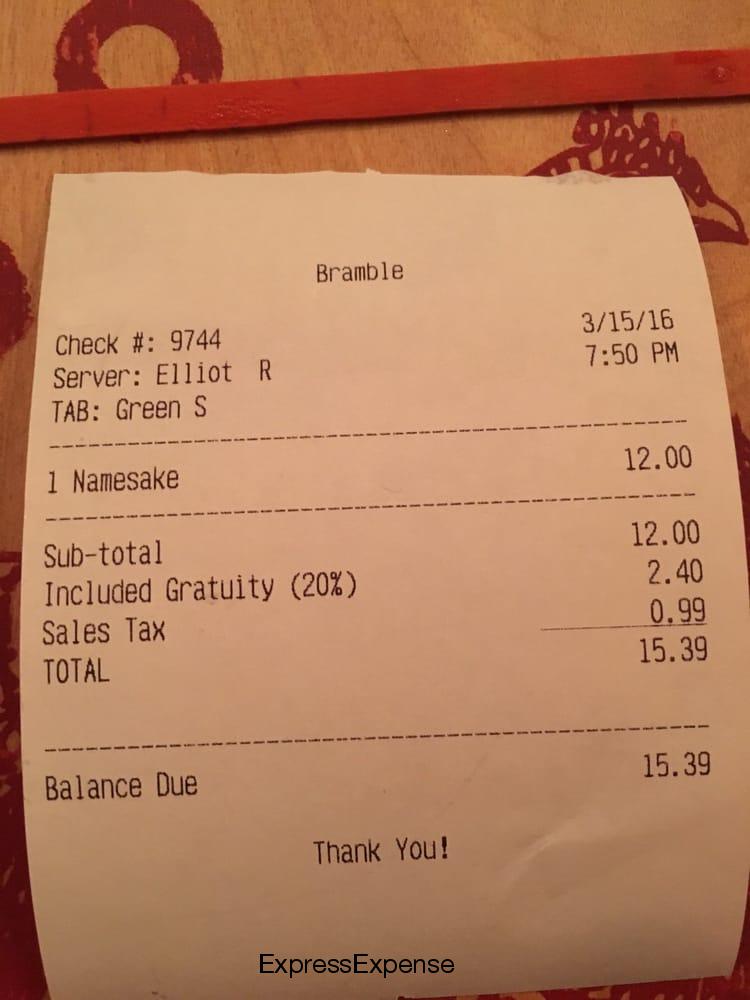 Bramble
3/15/16
Check #: 9744
7:50 PM
Server: Elliot R
TAB: Green S
1 Namesake 12.00
Sub-total 12.00
Included Gratuity (20%) 2.40
Sales Tax 0.99
TOTAL 15.39
Balance Due 15.39
Thank You!
ExpressExpense